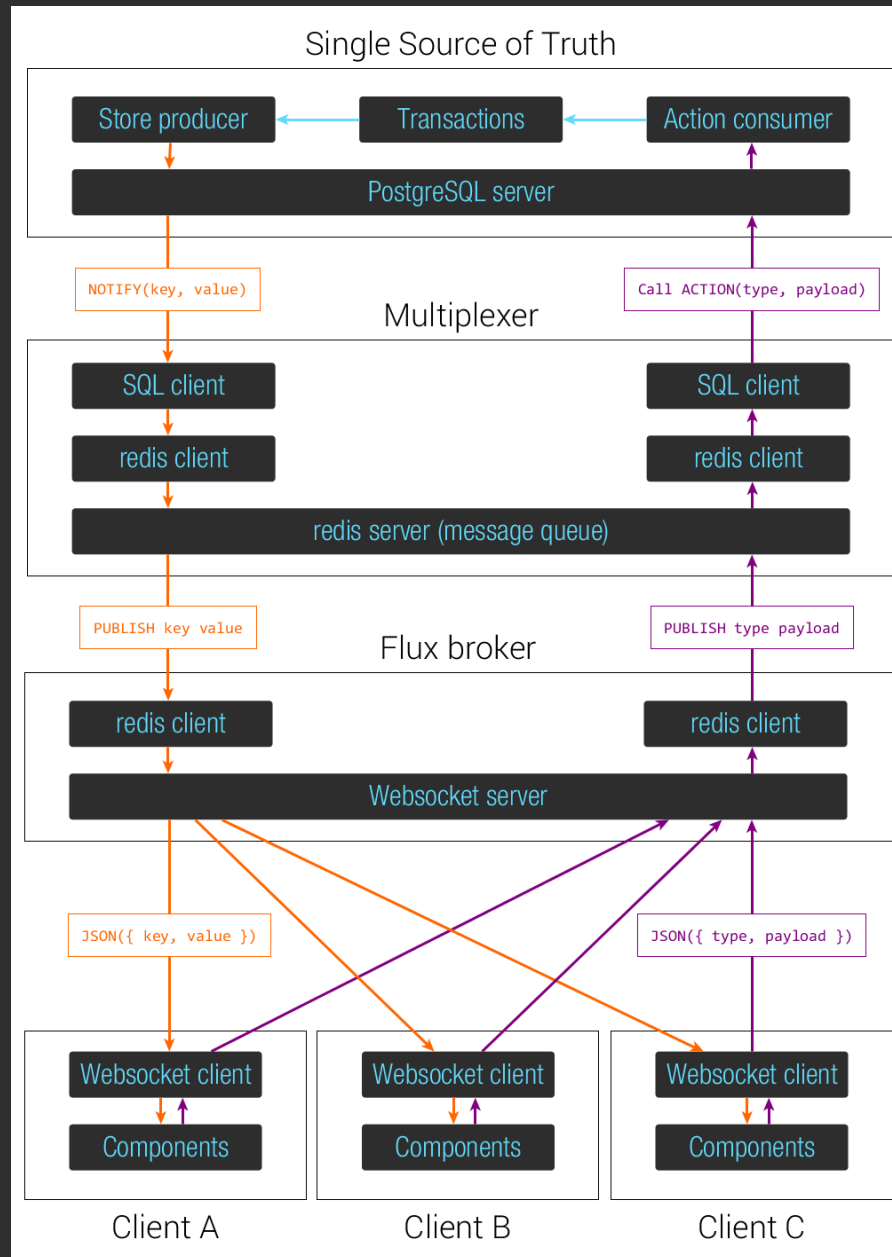 Single Source of Truth
Store producer
Transactions
Action consumer
PostgreSQL server
NOTIFY(key, value)
Call ACTION(type, payload)
Multiplexer
SQL client
SQL client
redis client
redis client
redis server (message queue)
PUBLISH key value
PUBLISH type payload
Flux broker
redis client
redis client
Websocket server
JSON({ key, value })
JSON({ type, payload })
Websocket client
Websocket client
Websocket client
Components
Components
Components
Client A
Client B
Client C